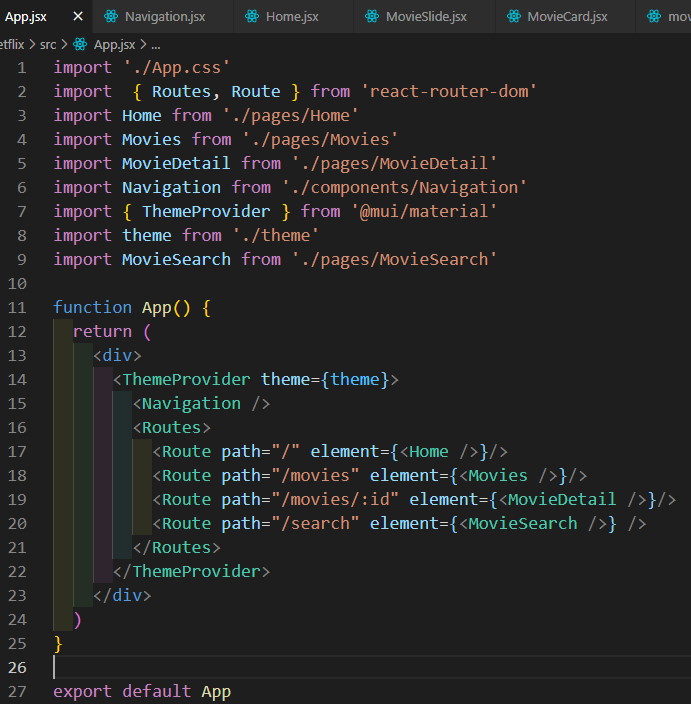 App.jsx × Navigation.jsx Home.jsx MovieSlide.jsx MovieCard.jsx
etflix > src > App.jsx > ...
1 import './App.css'
2 import  { Routes, Route } from 'react-router-dom'
3 import Home from './pages/Home'
4 import Movies from './pages/Movies'
5 import MovieDetail from './pages/MovieDetail'
6 import Navigation from './components/Navigation'
7 import { ThemeProvider } from '@mui/material'
8 import theme from './theme'
9 import MovieSearch from './pages/MovieSearch'
10
11 function App() {
12   return (
13     <div>
14       <ThemeProvider theme={theme}>
15         <Navigation />
16         <Routes>
17           <Route path="/" element={<Home />}/>
18           <Route path="/movies" element={<Movies />}/>
19           <Route path="/movies/:id" element={<MovieDetail />}/>
20           <Route path="/search" element={<MovieSearch />} />
21         </Routes>
22       </ThemeProvider>
23     </div>
24   )
25 }
26
27 export default App